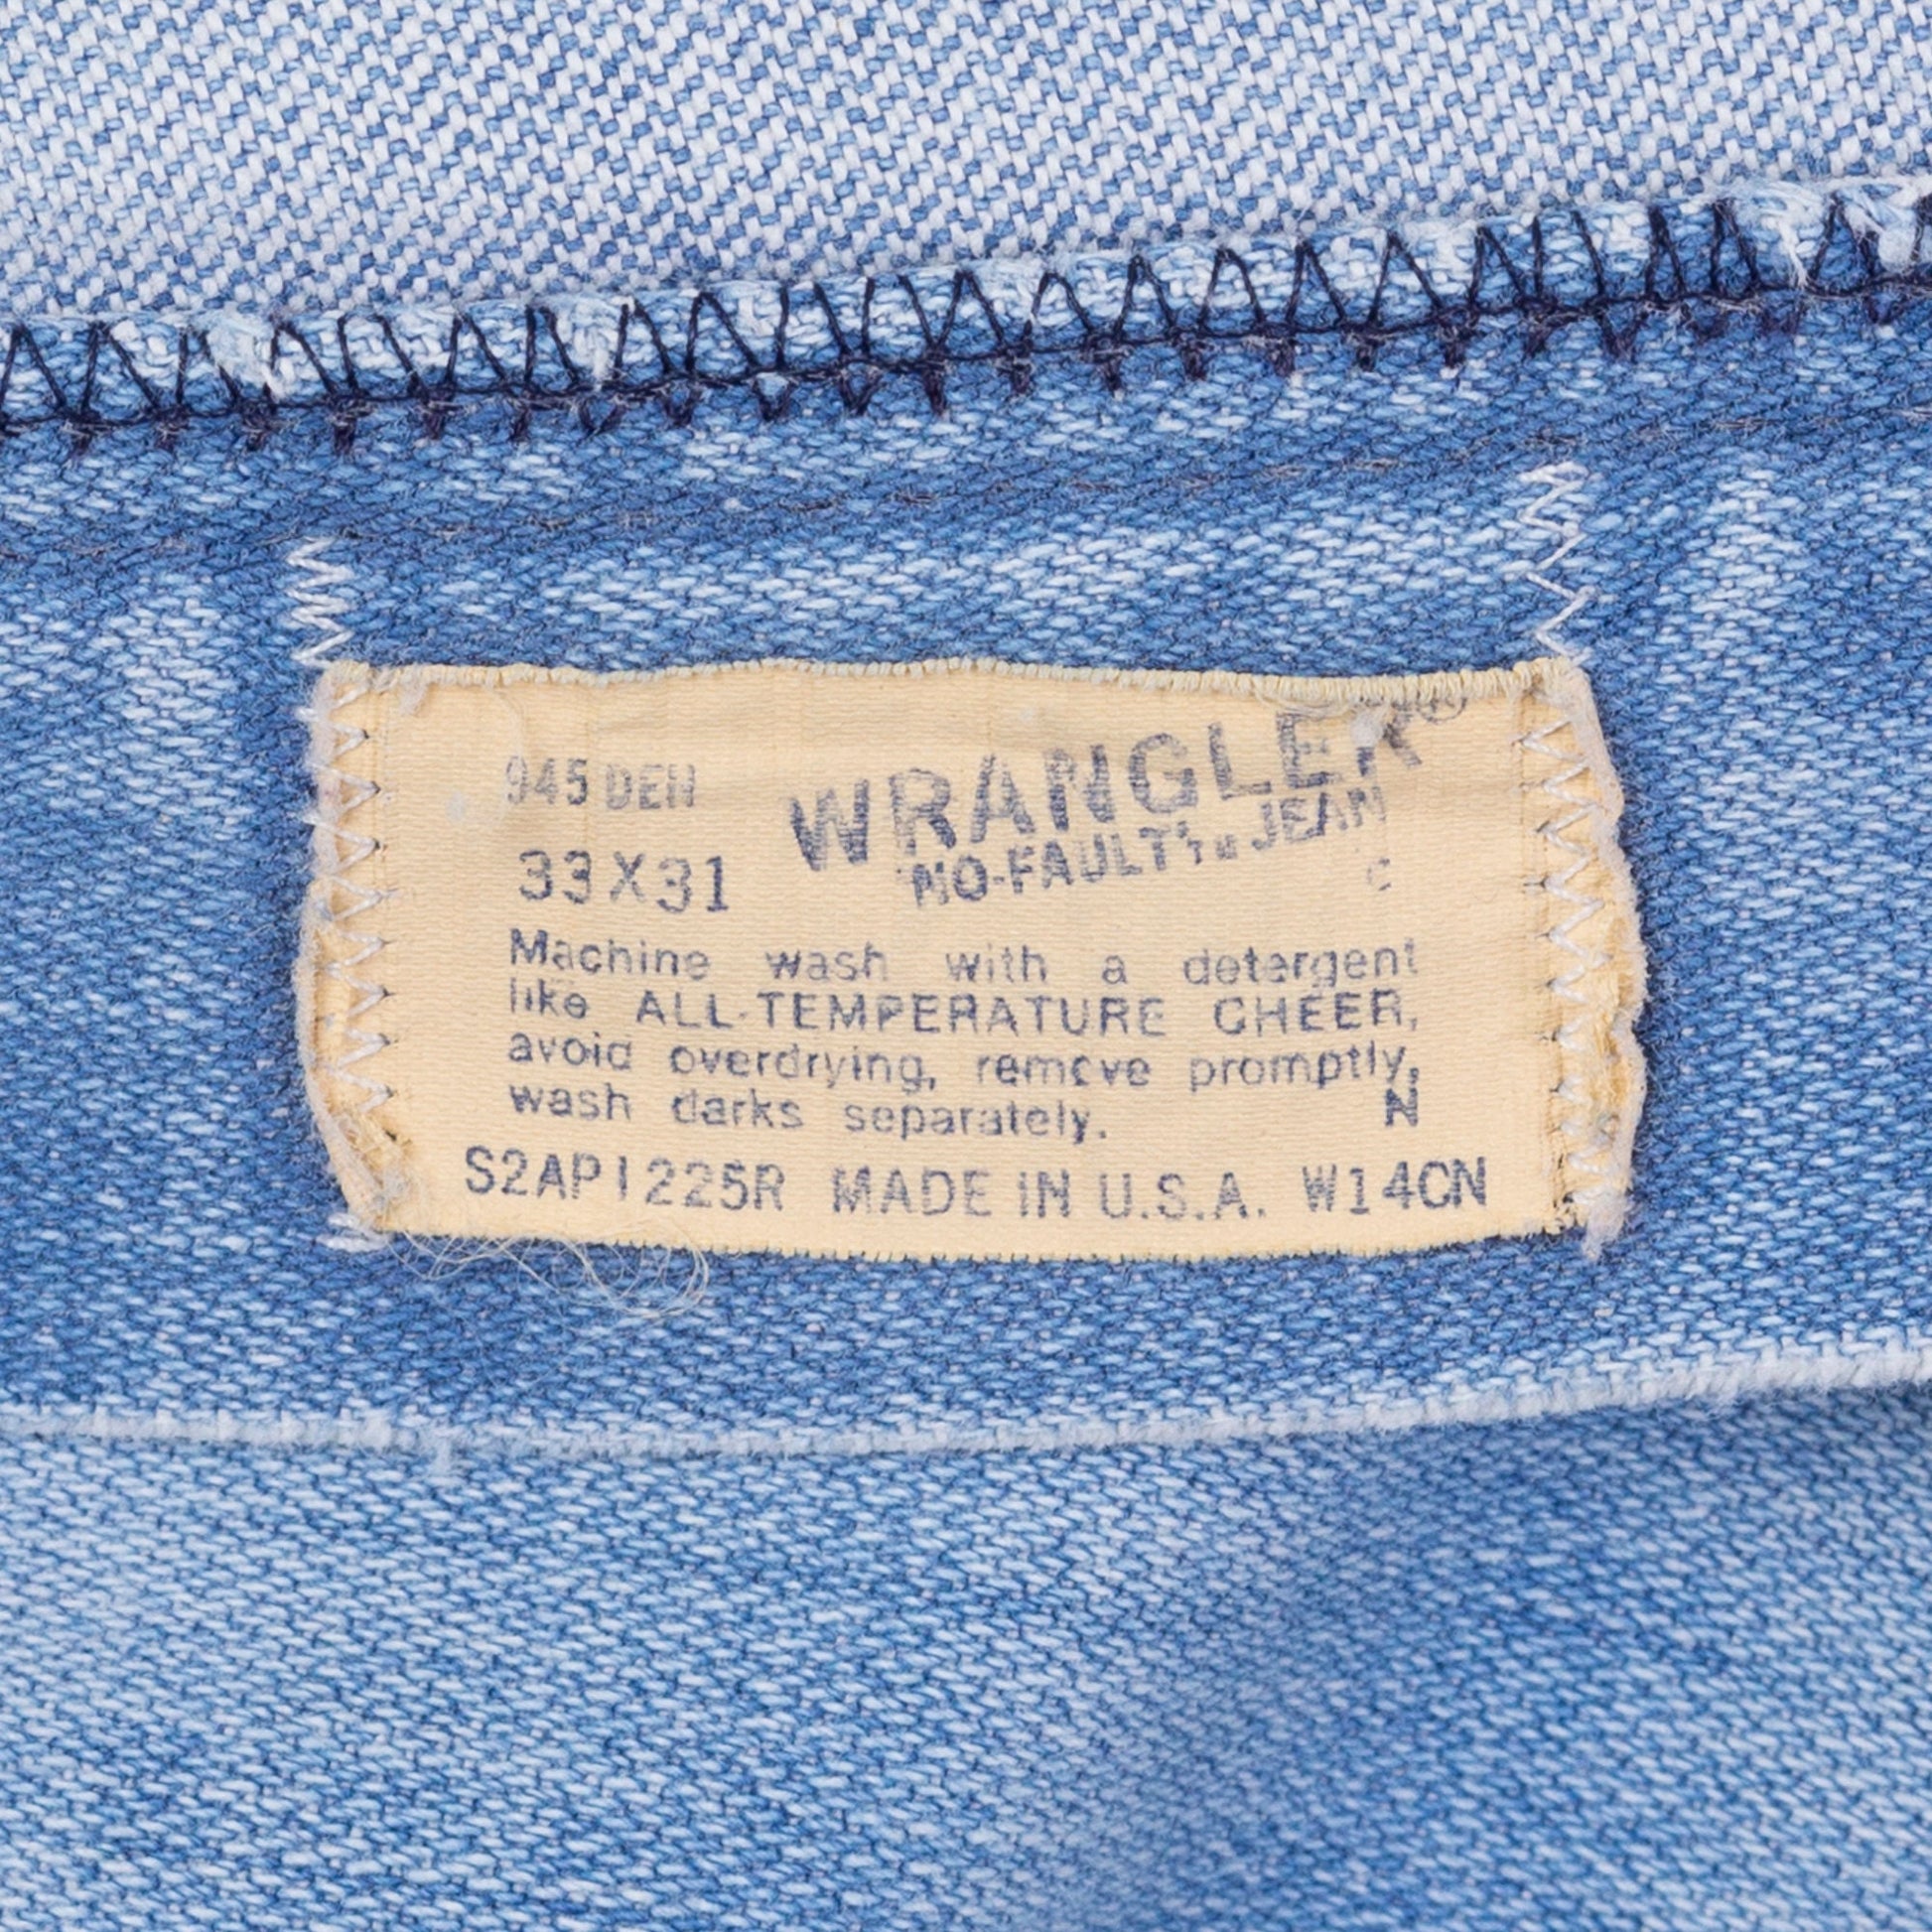 945 DEN WRANGLER®
NO-FAULT™ JEAN
33X31 C
Machine wash with a detergent
like ALL-TEMPERATURE CHEER,
avoid overdrying, remove promptly,
wash darks separately. N
S2AP1225R MADE IN U.S.A. W14CN